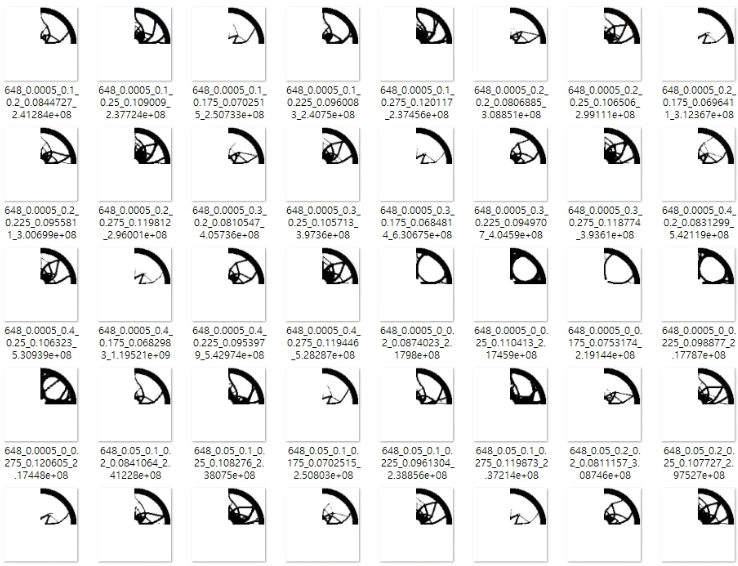 648_0.0005_0.1_
0.2_0.0844727_
2.41284e+08
648_0.0005_0.1_
0.25_0.109009_
2.37724e+08
648_0.0005_0.1_
0.175_0.070251
5_2.50733e+08
648_0.0005_0.1_
0.225_0.096008
3_2.4075e+08
648_0.0005_0.1_
0.275_0.120117
_2.37456e+08
648_0.0005_0.2_
0.2_0.0806885_
3.08851e+08
648_0.0005_0.2_
0.25_0.106506_
2.99111e+08
648_0.0005_0.2_
0.175_0.069641
1_3.12367e+08
648_0.0005_0.2_
0.225_0.095581
1_3.00699e+08
648_0.0005_0.2_
0.275_0.119812
_2.96001e+08
648_0.0005_0.3_
0.2_0.0810547_
4.05736e+08
648_0.0005_0.3_
0.25_0.105713_
3.9736e+08
648_0.0005_0.3_
0.175_0.068481
4_6.30675e+08
648_0.0005_0.3_
0.225_0.094970
7_4.0459e+08
648_0.0005_0.3_
0.275_0.118774
_3.9361e+08
648_0.0005_0.4_
0.2_0.0831299_
5.42119e+08
648_0.0005_0.4_
0.25_0.106323_
5.30939e+08
648_0.0005_0.4_
0.175_0.068298
3_1.19521e+09
648_0.0005_0.4_
0.225_0.095397
9_5.42974e+08
648_0.0005_0.4_
0.275_0.119446
_5.28287e+08
648_0.0005_0_0.
2_0.0874023_2.
1798e+08
648_0.0005_0_0.
25_0.110413_2.
17459e+08
648_0.0005_0_0.
175_0.0753174_
2.19144e+08
648_0.0005_0_0.
225_0.098877_2
.17787e+08
648_0.0005_0_0.
275_0.120605_2
.17448e+08
648_0.05_0.1_0.
2_0.0841064_2.
41228e+08
648_0.05_0.1_0.
25_0.108276_2.
38075e+08
648_0.05_0.1_0.
175_0.0702515_
2.50803e+08
648_0.05_0.1_0.
225_0.0961304_
2.38856e+08
648_0.05_0.1_0.
275_0.119873_2
.37214e+08
648_0.05_0.2_0.
2_0.0811157_3.
08746e+08
648_0.05_0.2_0.
25_0.107727_2.
97527e+08